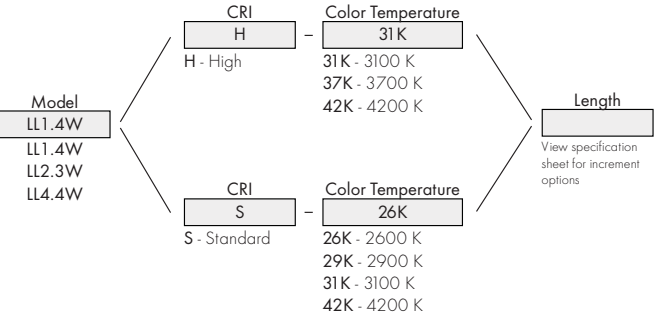 Model
LL1.4W
LL1.4W
LL2.3W
LL4.4W
CRI
H
H - High
–
Color Temperature
31K
31K - 3100 K
37K - 3700 K
42K - 4200 K
CRI
S
S - Standard
–
Color Temperature
26K
26K - 2600 K
29K - 2900 K
31K - 3100 K
42K - 4200 K
Length
View specification
sheet for increment
options